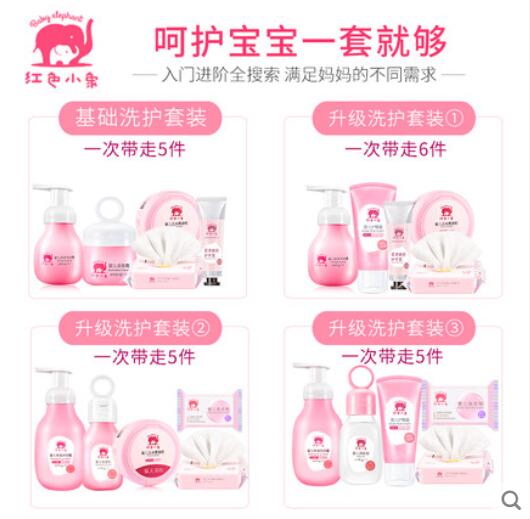 Baby elephant
红色小象
呵护宝宝一套就够
入门进阶全搜索 满足妈妈的不同需求
基础洗护套装
一次带走5件
升级洗护套装①
一次带走6件
升级洗护套装②
一次带走5件
升级洗护套装③
一次带走5件